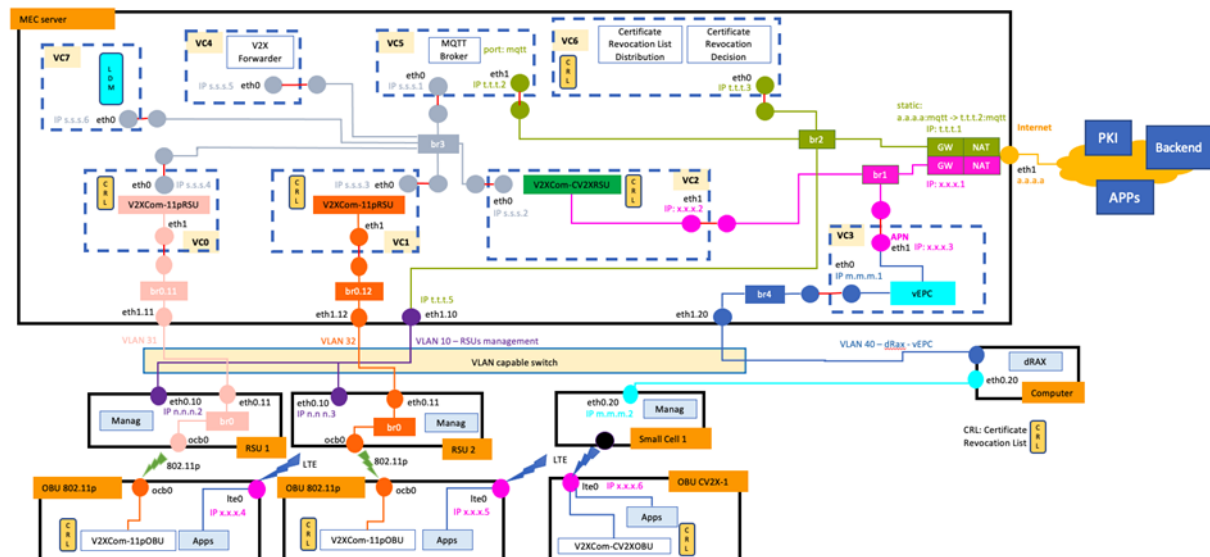 MEC server
VC7
L
D
M
IP s.s.s.6
eth0
VC4
V2X
Forwarder
IP s.s.s.5
eth0
VC5
MQTT
Broker
port: mqtt
eth0
IP s.s.s.1
eth1
IP t.t.t.2
VC6
C
R
L
Certificate
Revocation List
Distribution
Certificate
Revocation
Decision
eth0
IP t.t.t.3
static:
a.a.a.a:mqtt -> t.t.t.2:mqtt
IP: t.t.t.1
GW
NAT
GW
NAT
IP: x.x.x.1
Internet
eth1
a.a.a.a
PKI
Backend
APPs
br3
br2
br1
C
R
L
eth0
IP s.s.s.4
V2XCom-11pRSU
eth1
VC0
C
R
L
IP s.s.s.3
eth0
V2XCom-11pRSU
eth1
VC1
eth0
IP s.s.s.2
V2XCom-CV2XRSU
C
R
L
VC2
eth1
IP: x.x.x.2
VC3
APN
eth1
IP: x.x.x.3
eth0
IP m.m.m.1
vEPC
br4
br0.11
br0.12
eth1.11
eth1.12
IP t.t.t.5
eth1.10
eth1.20
VLAN 31
VLAN 32
VLAN 10 – RSUs management
VLAN 40 – dRax - vEPC
VLAN capable switch
dRAX
eth0.20
Computer
eth0.10
IP n.n.n.2
eth0.11
Manag
br0
ocb0
RSU 1
eth0.10
IP n.n n.3
eth0.11
Manag
br0
ocb0
RSU 2
eth0.20
IP m.m.m.2
Manag
Small Cell 1
CRL: Certificate
Revocation List
C
R
L
802.11p
LTE
802.11p
LTE
LTE
OBU 802.11p
ocb0
lte0
IP x.x.x.4
C
R
L
V2XCom-11pOBU
Apps
OBU 802.11p
ocb0
lte0
IP x.x.x.5
C
R
L
V2XCom-11pOBU
Apps
lte0
IP x.x.x.6
OBU CV2X-1
Apps
V2XCom-CV2XOBU
C
R
L